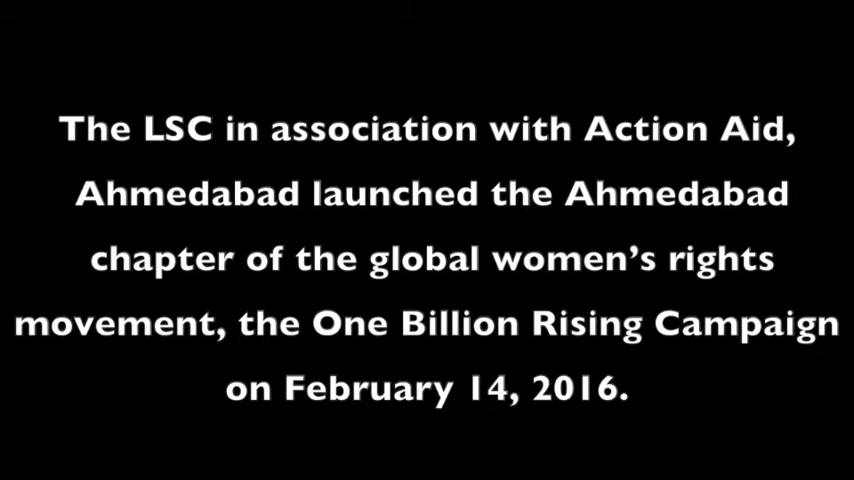 The LSC in association with Action Aid,
Ahmedabad launched the Ahmedabad
chapter of the global women’s rights
movement, the One Billion Rising Campaign
on February 14, 2016.